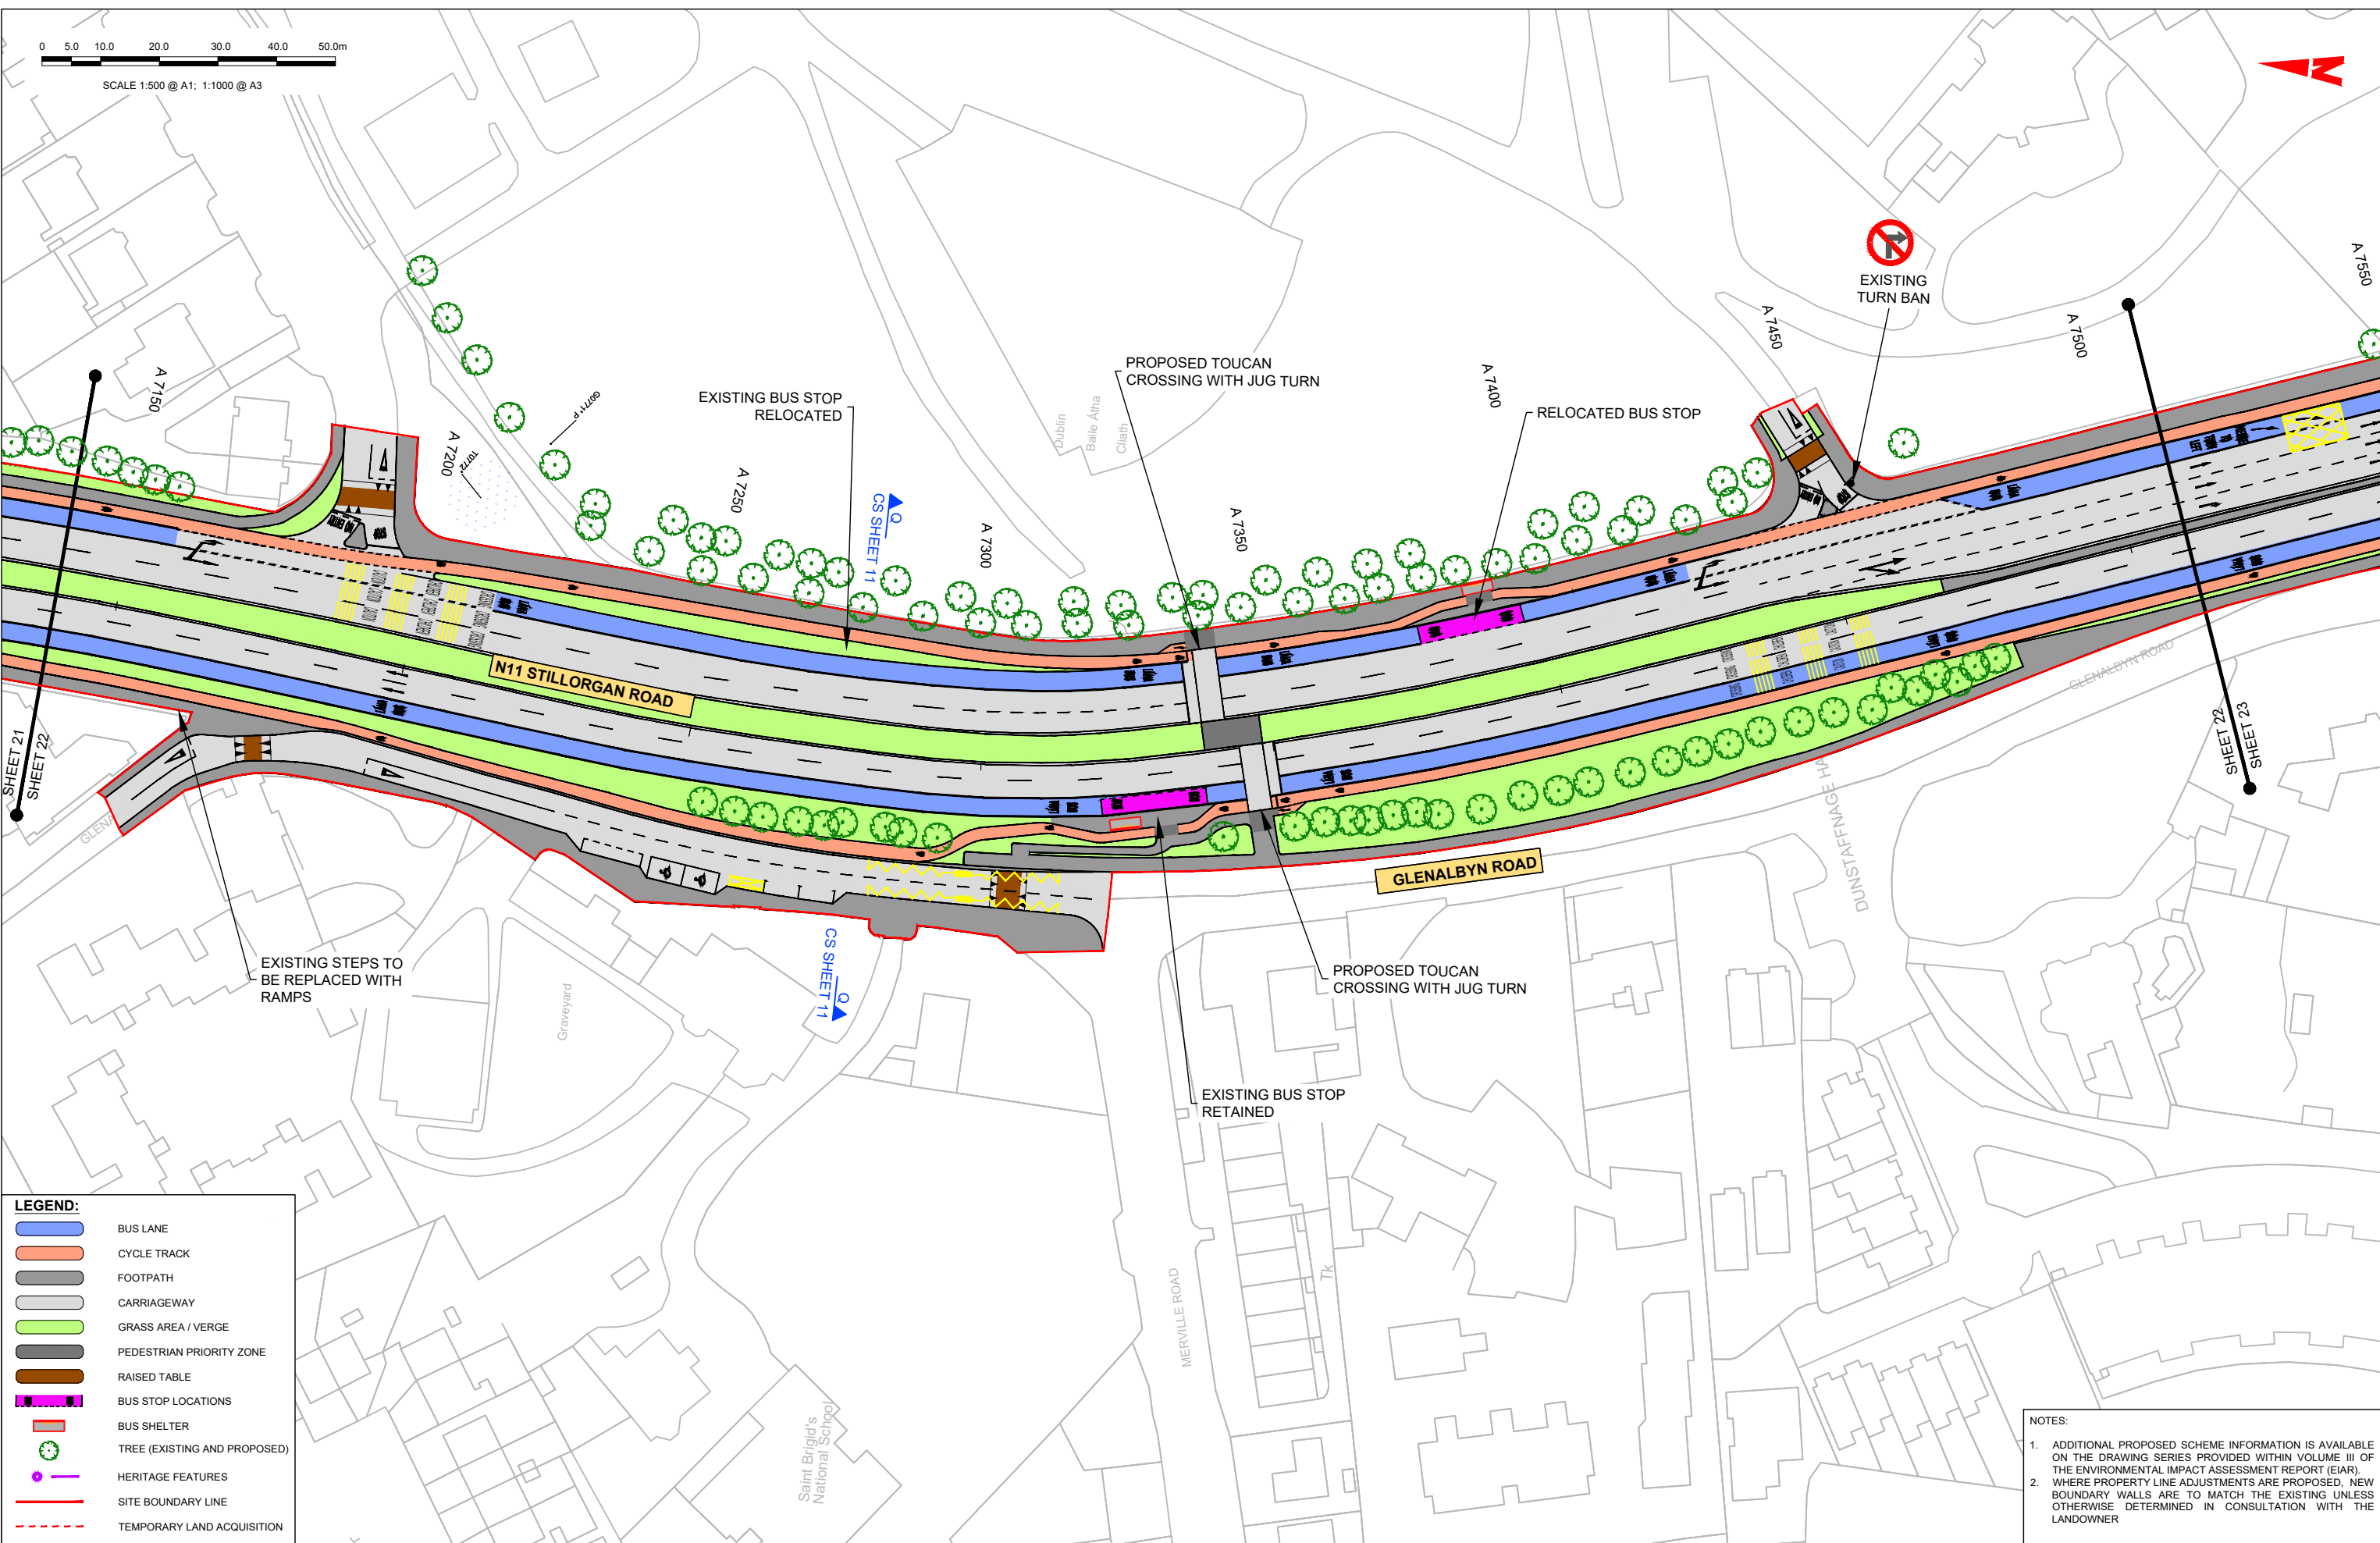 0 5.0 10.0 20.0 30.0 40.0 50.0m
SCALE 1:500 @ A1; 1:1000 @ A3
N
A 7150
A 7200
A 7250
A 7300
A 7350
A 7400
A 7450
A 7500
A 7550
G0771-P
T0772
EXISTING BUS STOP
RELOCATED
Q
CS SHEET 11
Dublin
Baile Átha
Cliath
PROPOSED TOUCAN
CROSSING WITH JUG TURN
RELOCATED BUS STOP
EXISTING
TURN BAN
N11 STILLORGAN ROAD
SHEET 21
SHEET 22
SHEET 22
SHEET 23
GLENALBYN ROAD
GLENALBYN ROAD
EXISTING STEPS TO
BE REPLACED WITH
RAMPS
Graveyard
Q
CS SHEET 11
PROPOSED TOUCAN
CROSSING WITH JUG TURN
EXISTING BUS STOP
RETAINED
MERVILLE ROAD
Tk
Saint Brigid's
National School
LEGEND:
BUS LANE
CYCLE TRACK
FOOTPATH
CARRIAGEWAY
GRASS AREA / VERGE
PEDESTRIAN PRIORITY ZONE
RAISED TABLE
BUS STOP LOCATIONS
BUS SHELTER
TREE (EXISTING AND PROPOSED)
HERITAGE FEATURES
SITE BOUNDARY LINE
TEMPORARY LAND ACQUISITION
NOTES:
1. ADDITIONAL PROPOSED SCHEME INFORMATION IS AVAILABLE
ON THE DRAWING SERIES PROVIDED WITHIN VOLUME III OF
THE ENVIRONMENTAL IMPACT ASSESSMENT REPORT (EIAR).
2. WHERE PROPERTY LINE ADJUSTMENTS ARE PROPOSED, NEW
BOUNDARY WALLS ARE TO MATCH THE EXISTING UNLESS
OTHERWISE DETERMINED IN CONSULTATION WITH THE
LANDOWNER